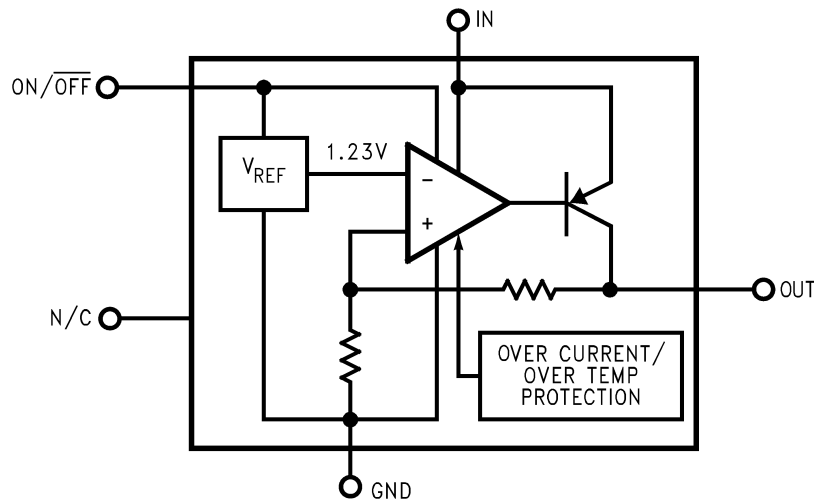 IN
ON/OFF
1.23V
VREF
−
+
N/C
OUT
OVER CURRENT/
OVER TEMP
PROTECTION
GND